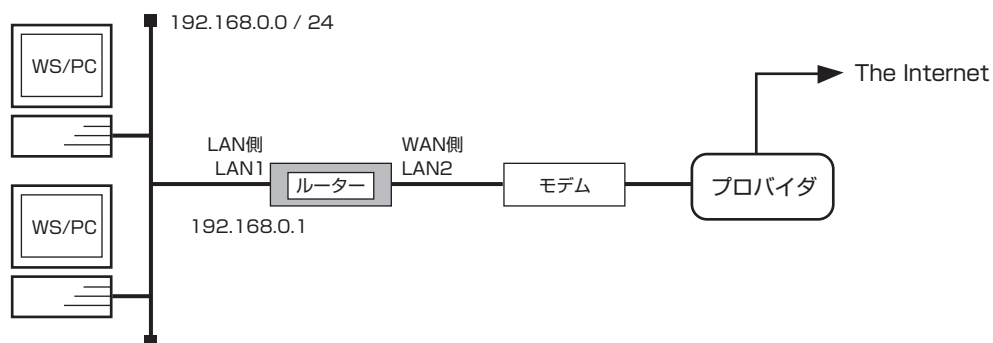 192.168.0.0 / 24
WS/PC
The Internet
LAN側
LAN1
WAN側
LAN2
ルーター
モデム
プロバイダ
192.168.0.1
WS/PC